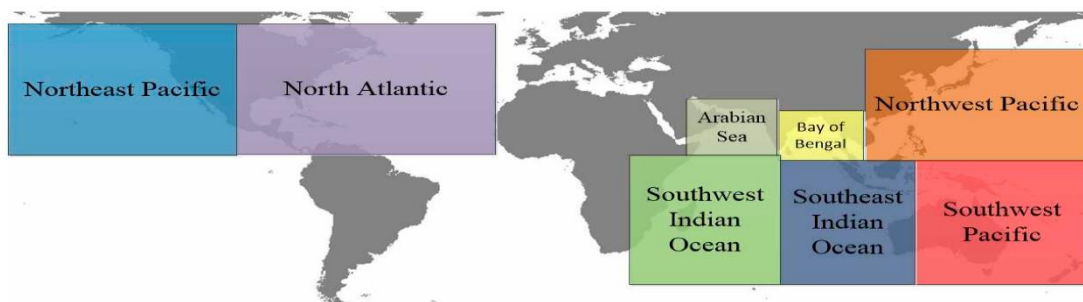 Northeast Pacific
North Atlantic
Arabian
Sea
Bay of
Bengal
Northwest Pacific
Southwest
Indian
Ocean
Southeast
Indian
Ocean
Southwest
Pacific